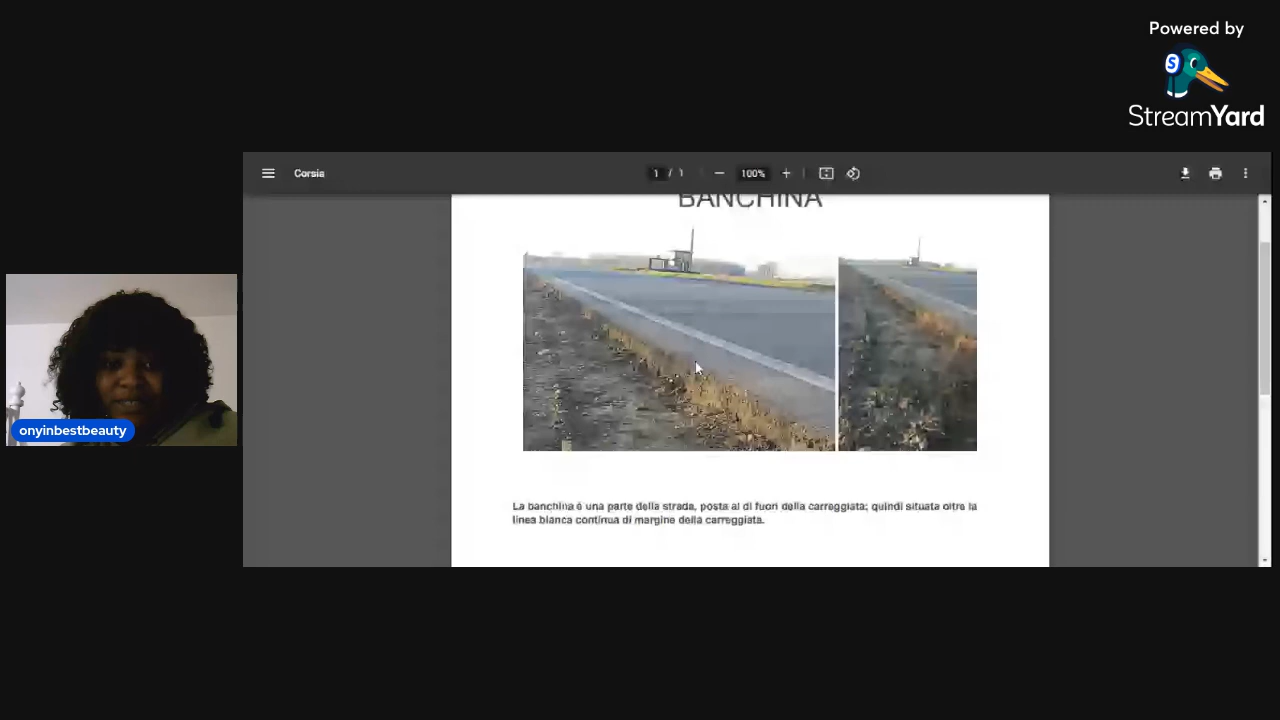 Powered by
S
StreamYard
Corsia
1 / 1
100%
BANCHINA
onyinbestbeauty
La banchina è una parte della strada, posta al di fuori della carreggiata; quindi situata oltre la
linea bianca continua di margine della carreggiata.